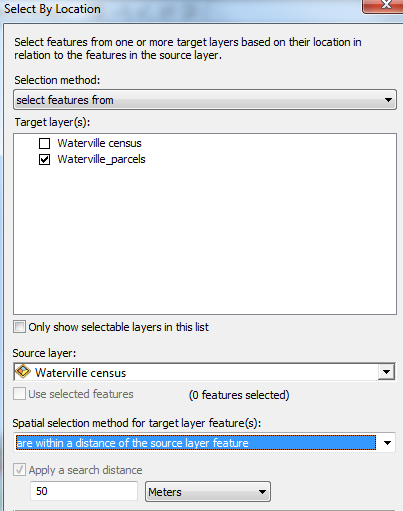 Select By Location
Select features from one or more target layers based on their location in
relation to the features in the source layer.
Selection method:
select features from
Target layer(s):
Waterville census
Waterville_parcels
Only show selectable layers in this list
Source layer:
Waterville census
Use selected features (0 features selected)
Spatial selection method for target layer feature(s):
are within a distance of the source layer feature
Apply a search distance
50 Meters